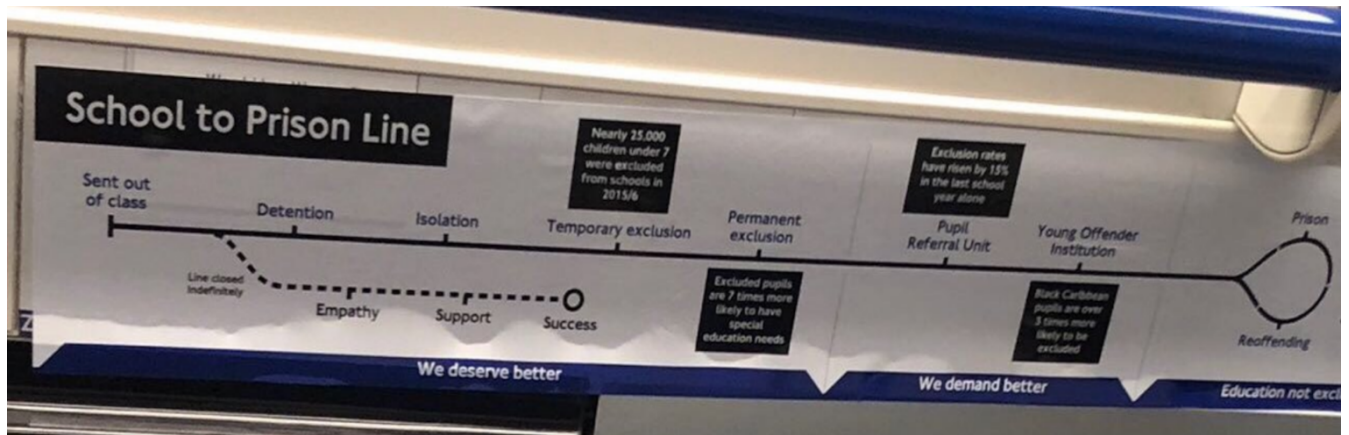 School to Prison Line
Sent out
of class
Detention
Isolation
Temporary exclusion
Nearly 25,000
children under 7
were excluded
from schools in
2015/6
Permanent
exclusion
Excluded pupils
are 7 times more
likely to have
special
education needs
Exclusion rates
have risen by 15%
in the last school
year alone
Pupil
Referral Unit
Young Offender
Institution
Black Caribbean
pupils are over
3 times more
likely to be
excluded
Prison
Reoffending
Line closed
indefinitely
Empathy
Support
Success
We deserve better
We demand better
Education not excl